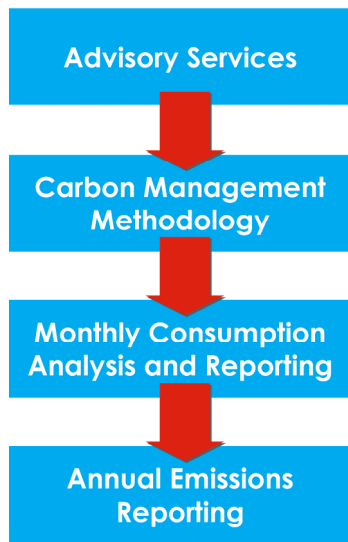 Advisory Services
Carbon Management
Methodology
Monthly Consumption
Analysis and Reporting
Annual Emissions
Reporting